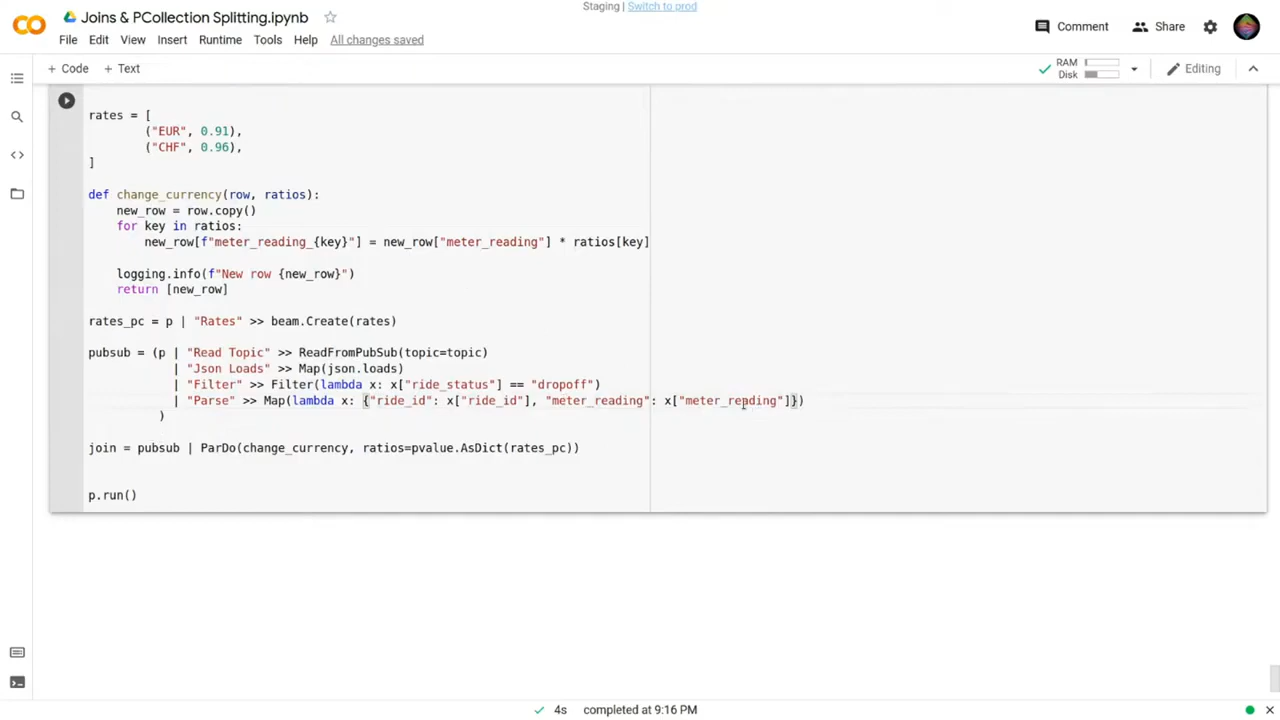 Staging | Switch to prod
Joins & PCollection Splitting.ipynb
Comment
Share
File Edit View Insert Runtime Tools Help All changes saved
+ Code + Text
RAM
Disk
Editing
rates = [
("EUR", 0.91),
("CHF", 0.96),
]
def change_currency(row, ratios):
new_row = row.copy()
for key in ratios:
new_row[f"meter_reading_{key}"] = new_row["meter_reading"] * ratios[key]
logging.info(f"New row {new_row}")
return [new_row]
rates_pc = p | "Rates" >> beam.Create(rates)
pubsub = (p | "Read Topic" >> ReadFromPubSub(topic=topic)
| "Json Loads" >> Map(json.loads)
| "Filter" >> Filter(lambda x: x["ride_status"] == "dropoff")
| "Parse" >> Map(lambda x: {"ride_id": x["ride_id"], "meter_reading": x["meter_reading"]})
)
join = pubsub | ParDo(change_currency, ratios=pvalue.AsDict(rates_pc))
p.run()
4s completed at 9:16 PM